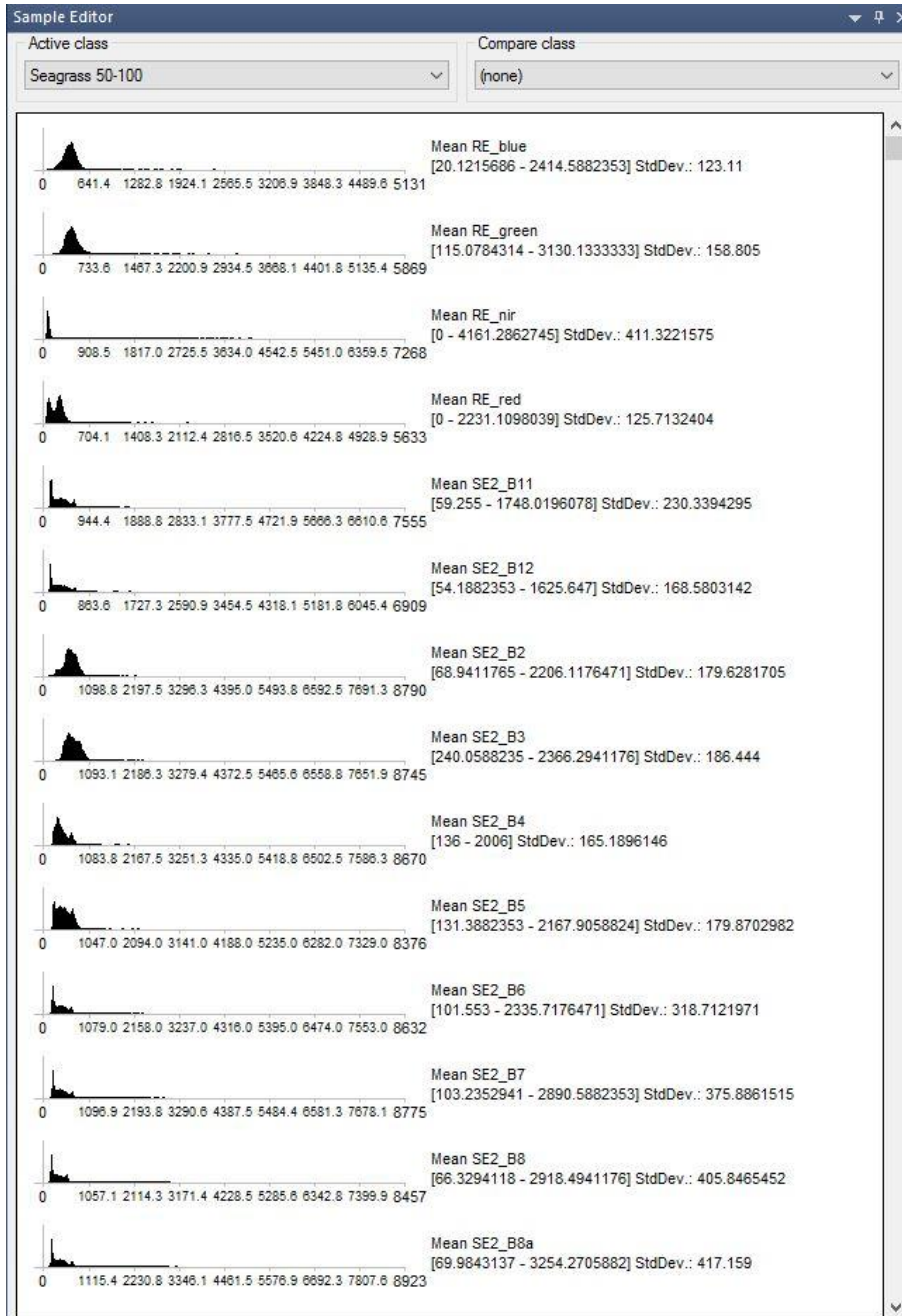 Sample Editor
Active class
Compare class
Seagrass 50-100
(none)
Mean RE_blue
[20.1215686 - 2414.5882353] StdDev.: 123.11
0 641.4 1282.8 1924.1 2565.5 3206.9 3848.3 4489.6 5131
Mean RE_green
[115.0784314 - 3130.1333333] StdDev.: 158.805
0 733.6 1467.3 2200.9 2934.5 3668.1 4401.8 5135.4 5869
Mean RE_nir
[0 - 4161.2862745] StdDev.: 411.3221575
0 908.5 1817.0 2725.5 3634.0 4542.5 5451.0 6359.5 7268
Mean RE_red
[0 - 2231.1098039] StdDev.: 125.7132404
0 704.1 1408.3 2112.4 2816.5 3520.6 4224.8 4928.9 5633
Mean SE2_B11
[59.255 - 1748.0196078] StdDev.: 230.3394295
0 944.4 1888.8 2833.1 3777.5 4721.9 5666.3 6610.6 7555
Mean SE2_B12
[54.1882353 - 1625.647] StdDev.: 168.5803142
0 863.6 1727.3 2590.9 3454.5 4318.1 5181.8 6045.4 6909
Mean SE2_B2
[68.9411765 - 2206.1176471] StdDev.: 179.6281705
0 1098.8 2197.5 3296.3 4395.0 5493.8 6592.5 7691.3 8790
Mean SE2_B3
[240.0588235 - 2366.2941176] StdDev.: 186.444
0 1093.1 2186.3 3279.4 4372.5 5465.6 6558.8 7651.9 8745
Mean SE2_B4
[136 - 2006] StdDev.: 165.1896146
0 1083.8 2167.5 3251.3 4335.0 5418.8 6502.5 7586.3 8670
Mean SE2_B5
[131.3882353 - 2167.9058824] StdDev.: 179.8702982
0 1047.0 2094.0 3141.0 4188.0 5235.0 6282.0 7329.0 8376
Mean SE2_B6
[101.553 - 2335.7176471] StdDev.: 318.7121971
0 1079.0 2158.0 3237.0 4316.0 5395.0 6474.0 7553.0 8632
Mean SE2_B7
[103.2352941 - 2890.5882353] StdDev.: 375.8861515
0 1096.9 2193.8 3290.6 4387.5 5484.4 6581.3 7678.1 8775
Mean SE2_B8
[66.3294118 - 2918.4941176] StdDev.: 405.8465452
0 1057.1 2114.3 3171.4 4228.5 5285.6 6342.8 7399.9 8457
Mean SE2_B8a
[69.9843137 - 3254.2705882] StdDev.: 417.159
0 1115.4 2230.8 3346.1 4461.5 5576.9 6692.3 7807.6 8923